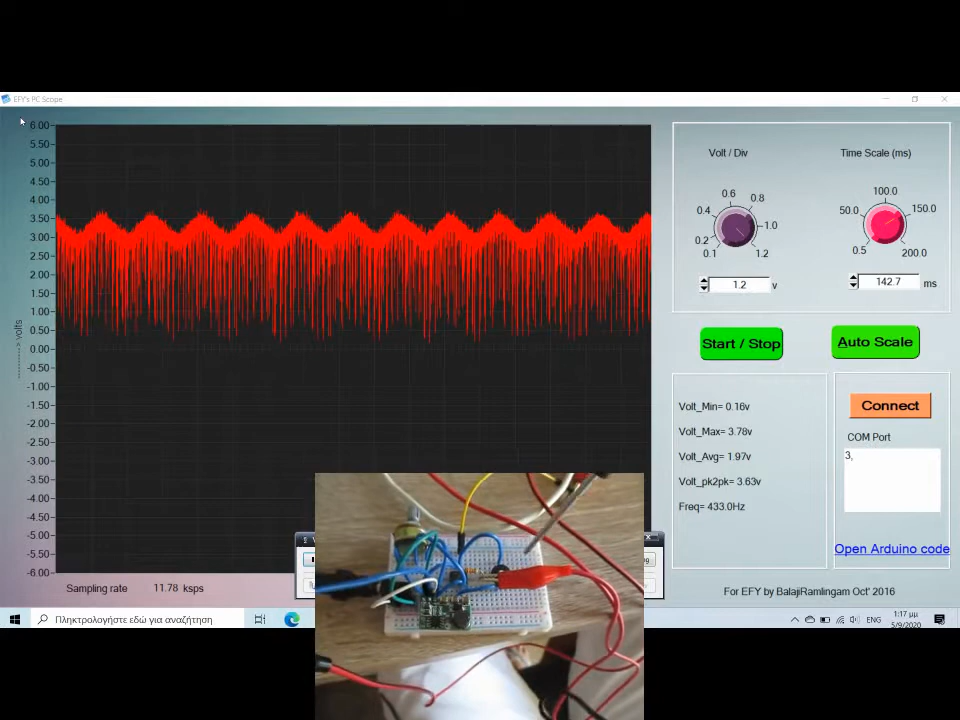 EFY's PC Scope
6.00
5.50
5.00
4.50
4.00
3.50
3.00
2.50
2.00
1.50
1.00
0.50
0.00
-0.50
-1.00
-1.50
-2.00
-2.50
-3.00
-3.50
-4.00
-4.50
-5.00
-5.50
-6.00
----------> volts
Sampling rate 11.78 ksps
Volt / Div
0.6
0.4 0.8
0.2 1.0
0.1 1.2
1.2 v
Time Scale (ms)
100.0
50.0 150.0
0.5 200.0
142.7 ms
Start / Stop
Auto Scale
Volt_Min= 0.16v
Volt_Max= 3.78v
Volt_Avg= 1.97v
Volt_pk2pk= 3.63v
Freq= 433.0Hz
Connect
COM Port
3,
Open Arduino code
For EFY by BalajiRamlingam Oct' 2016
Πληκτρολογήστε εδώ για αναζήτηση
ENG
1:17 μμ
5/9/2020